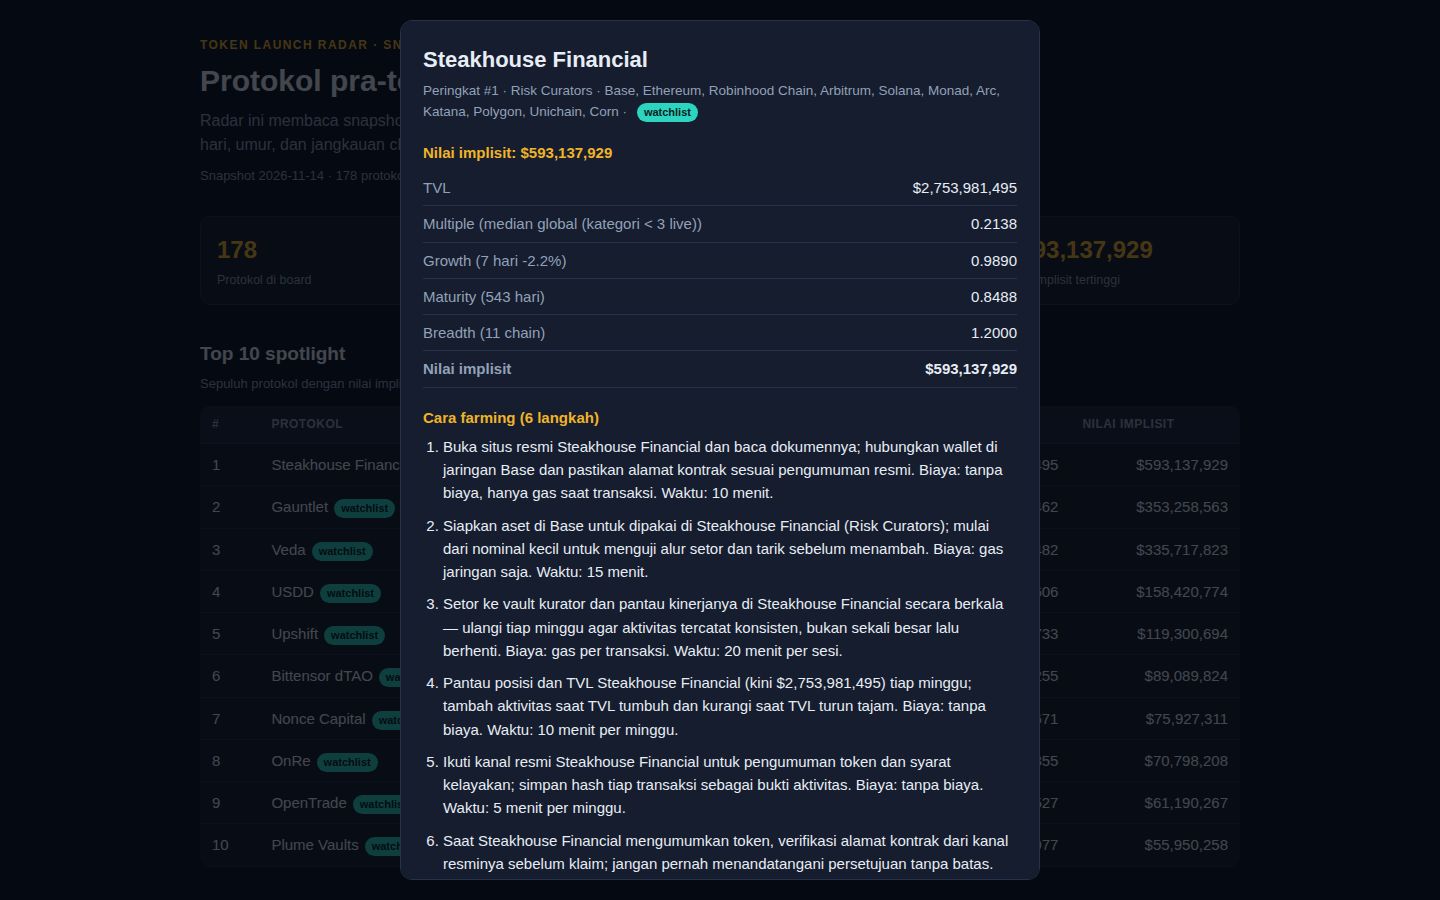 TOKEN LAUNCH RADAR · SN
Protokol pra-t
Radar ini membaca snapsho
hari, umur, dan jangkauan c
Snapshot 2026-11-14 · 178 protoko
178
Protokol di board
93,137,929
mplisit tertinggi
Top 10 spotlight
Sepuluh protokol dengan nilai impli
# PROTOKOL NILAI IMPLISIT
1 Steakhouse Financ 495 $593,137,929
2 Gauntlet watchlist 462 $353,258,563
3 Veda watchlist 482 $335,717,823
4 USDD watchlist 606 $158,420,774
5 Upshift watchlist 733 $119,300,694
6 Bittensor dTAO wa 255 $89,089,824
7 Nonce Capital watc 571 $75,927,311
8 OnRe watchlist 355 $70,798,208
9 OpenTrade watchlis 527 $61,190,267
10 Plume Vaults watch 977 $55,950,258
Steakhouse Financial
Peringkat #1 · Risk Curators · Base, Ethereum, Robinhood Chain, Arbitrum, Solana, Monad, Arc,
Katana, Polygon, Unichain, Corn · watchlist
Nilai implisit: $593,137,929
TVL $2,753,981,495
Multiple (median global (kategori < 3 live)) 0.2138
Growth (7 hari -2.2%) 0.9890
Maturity (543 hari) 0.8488
Breadth (11 chain) 1.2000
Nilai implisit $593,137,929
Cara farming (6 langkah)
1. Buka situs resmi Steakhouse Financial dan baca dokumennya; hubungkan wallet di
jaringan Base dan pastikan alamat kontrak sesuai pengumuman resmi. Biaya: tanpa
biaya, hanya gas saat transaksi. Waktu: 10 menit.
2. Siapkan aset di Base untuk dipakai di Steakhouse Financial (Risk Curators); mulai
dari nominal kecil untuk menguji alur setor dan tarik sebelum menambah. Biaya: gas
jaringan saja. Waktu: 15 menit.
3. Setor ke vault kurator dan pantau kinerjanya di Steakhouse Financial secara berkala
— ulangi tiap minggu agar aktivitas tercatat konsisten, bukan sekali besar lalu
berhenti. Biaya: gas per transaksi. Waktu: 20 menit per sesi.
4. Pantau posisi dan TVL Steakhouse Financial (kini $2,753,981,495) tiap minggu;
tambah aktivitas saat TVL tumbuh dan kurangi saat TVL turun tajam. Biaya: tanpa
biaya. Waktu: 10 menit per minggu.
5. Ikuti kanal resmi Steakhouse Financial untuk pengumuman token dan syarat
kelayakan; simpan hash tiap transaksi sebagai bukti aktivitas. Biaya: tanpa biaya.
Waktu: 5 menit per minggu.
6. Saat Steakhouse Financial mengumumkan token, verifikasi alamat kontrak dari kanal
resminya sebelum klaim; jangan pernah menandatangani persetujuan tanpa batas.